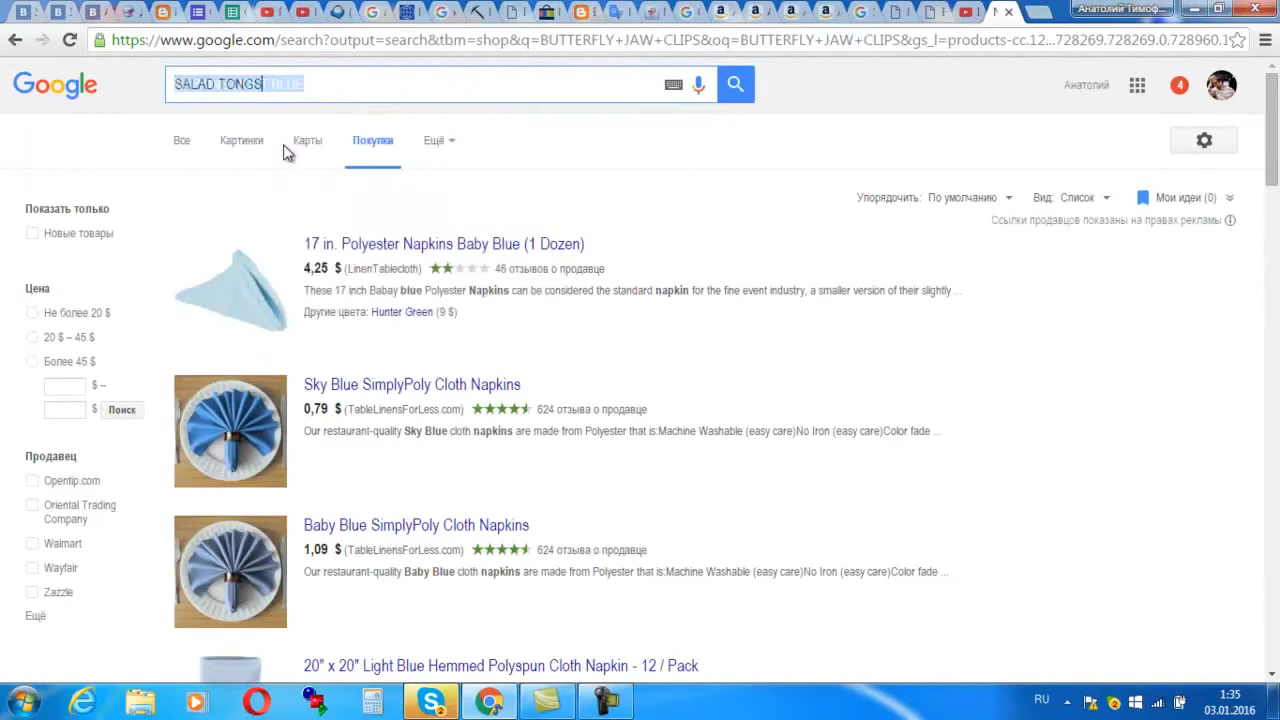 Анатолий Тимоф...
https://www.google.com/search?output=search&tbm=shop&q=BUTTERFLY+JAW+CLIPS&oq=BUTTERFLY+JAW+CLIPS&gs_l=products-cc.12...728269.728269.0.728960.1
Google
SALAD TONGS BLUE
Анатолий
4
Все
Картинки
Карты
Покупки
Ещё
Упорядочить: По умолчанию
Вид: Список
Мои идеи (0)
Ссылки продавцов показаны на правах рекламы
Показать только
Новые товары
Цена
Не более 20 $
20 $ – 45 $
Более 45 $
$ –
$ Поиск
Продавец
Opentip.com
Oriental Trading
Company
Walmart
Wayfair
Zazzle
Ещё
17 in. Polyester Napkins Baby Blue (1 Dozen)
4,25 $ (LinenTablecloth) 46 отзывов о продавце
These 17 inch Babay blue Polyester Napkins can be considered the standard napkin for the fine event industry, a smaller version of their slightly ...
Другие цвета: Hunter Green (9 $)
Sky Blue SimplyPoly Cloth Napkins
0,79 $ (TableLinensForLess.com) 624 отзыва о продавце
Our restaurant-quality Sky Blue cloth napkins are made from Polyester that is:Machine Washable (easy care)No Iron (easy care)Color fade ...
Baby Blue SimplyPoly Cloth Napkins
1,09 $ (TableLinensForLess.com) 624 отзыва о продавце
Our restaurant-quality Baby Blue cloth napkins are made from Polyester that is:Machine Washable (easy care)No Iron (easy care)Color fade ...
20" x 20" Light Blue Hemmed Polyspun Cloth Napkin - 12 / Pack
RU
1:35
03.01.2016